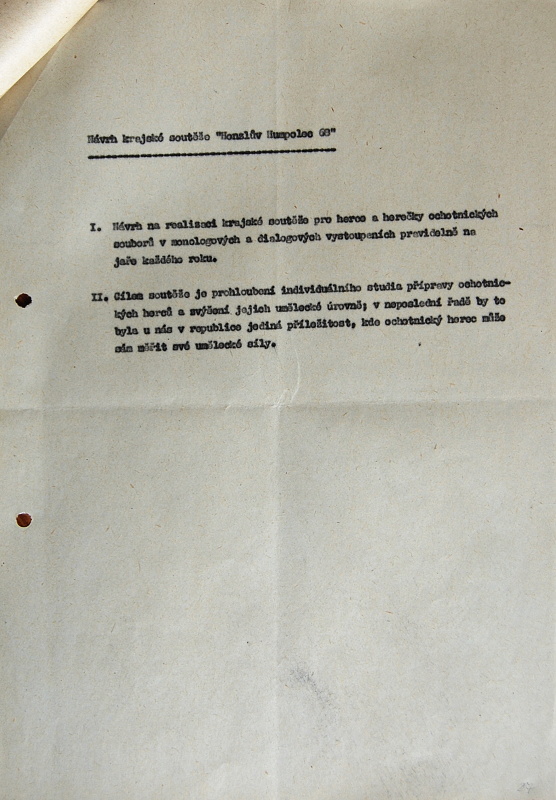 Návrh krajské soutěže "Honzlův Humpolec 68"
I. Návrh na realisaci krajské soutěže pro herce a herečky ochotnických
souborů v monologových a dialogových vystoupeních pravidelně na
jaře každého roku.
II. Cílem soutěže je prohloubení individuálního studia přípravy ochotnic-
kých herců a zvýšení jejich umělecké úrovně; v neposlední řadě by to
byla u nás v republice jediná příležitost, kde ochotnický herec může
sám měřit své umělecké síly.